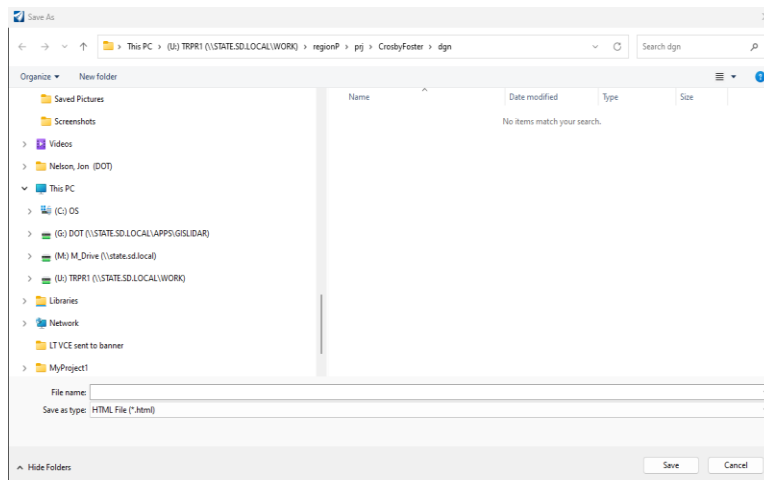 Save As
This PC > (U:) TRPR1 (\\STATE.SD.LOCAL\WORK) > regionP > prj > CrosbyFoster > dgn
Search dgn
Organize
New folder
Name
Date modified
Type
Size
Saved Pictures
No items match your search.
Screenshots
Videos
Nelson, Jon (DOT)
This PC
(C:) OS
(G:) DOT (\\STATE.SD.LOCAL\APPS\GISLIDAR)
(M:) M_Drive (\\state.sd.local)
(U:) TRPR1 (\\STATE.SD.LOCAL\WORK)
Libraries
Network
LT VCE sent to banner
MyProject1
File name:
Save as type: HTML File (*.html)
Hide Folders
Save
Cancel